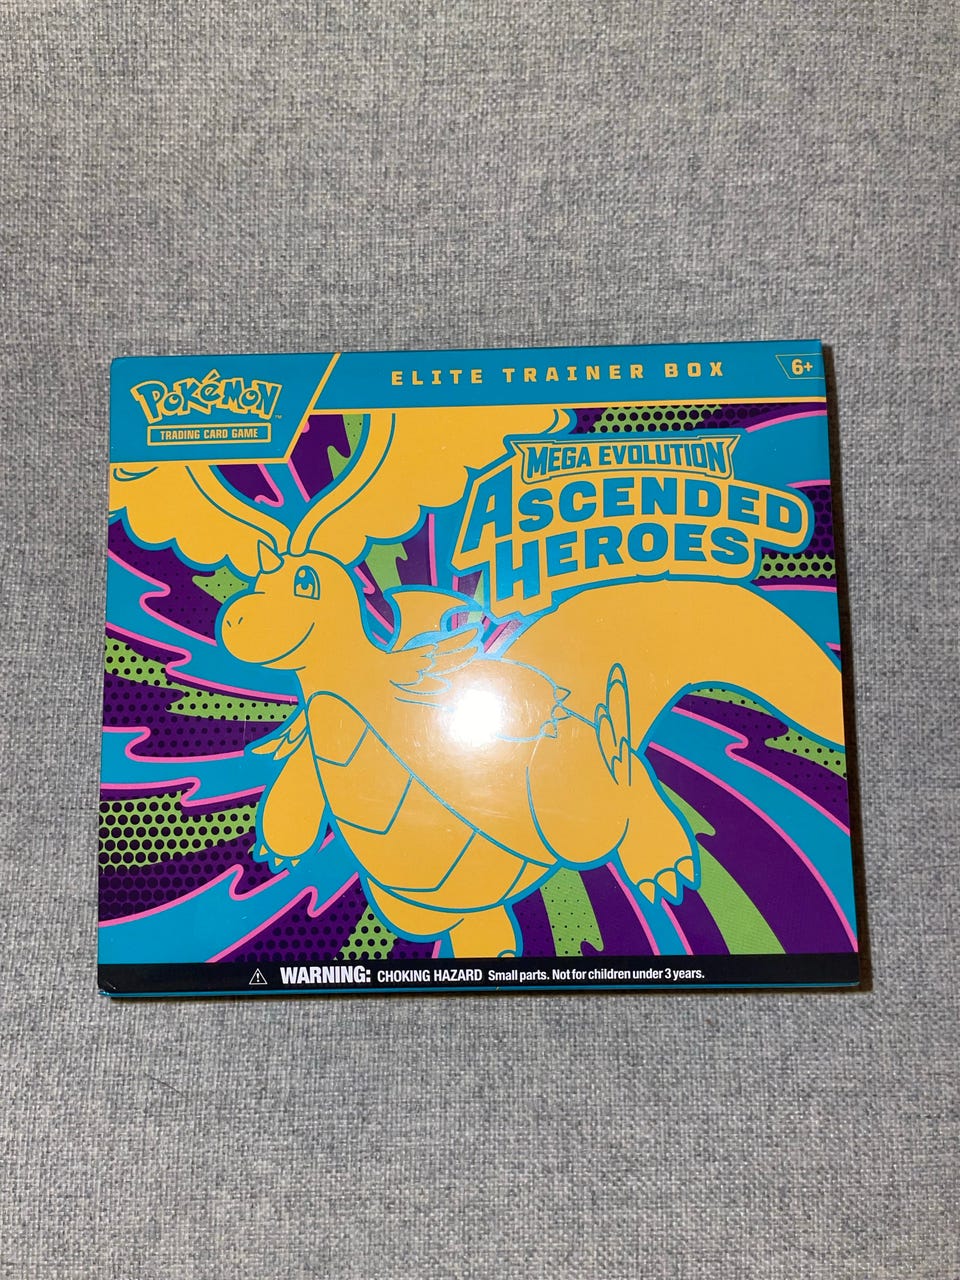 POKéMON™
TRADING CARD GAME
ELITE TRAINER BOX
6+
MEGA EVOLUTION
ASCENDED
HEROES
WARNING: CHOKING HAZARD Small parts. Not for children under 3 years.